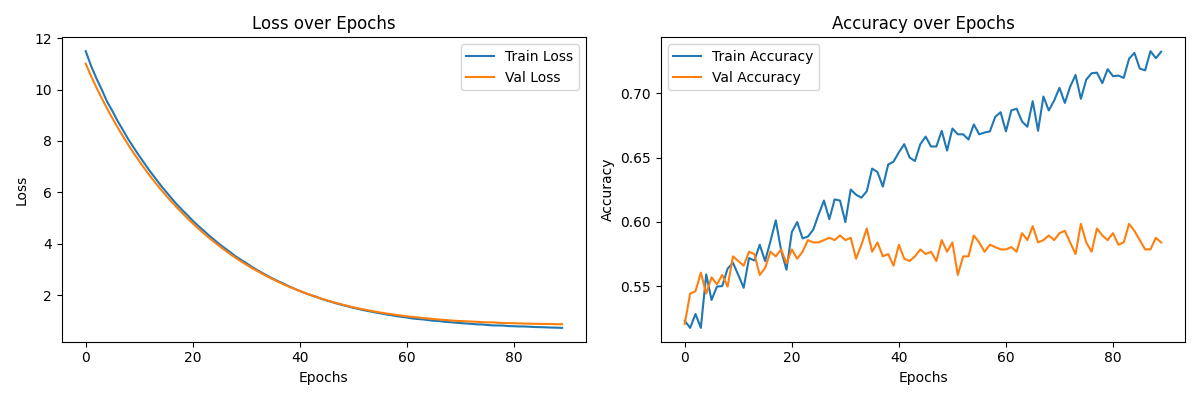 Loss over Epochs
12
10
8
6
4
2
Loss
0
20
40
60
80
Epochs
Train Loss
Val Loss
Accuracy over Epochs
0.70
0.65
0.60
0.55
Accuracy
0
20
40
60
80
Epochs
Train Accuracy
Val Accuracy